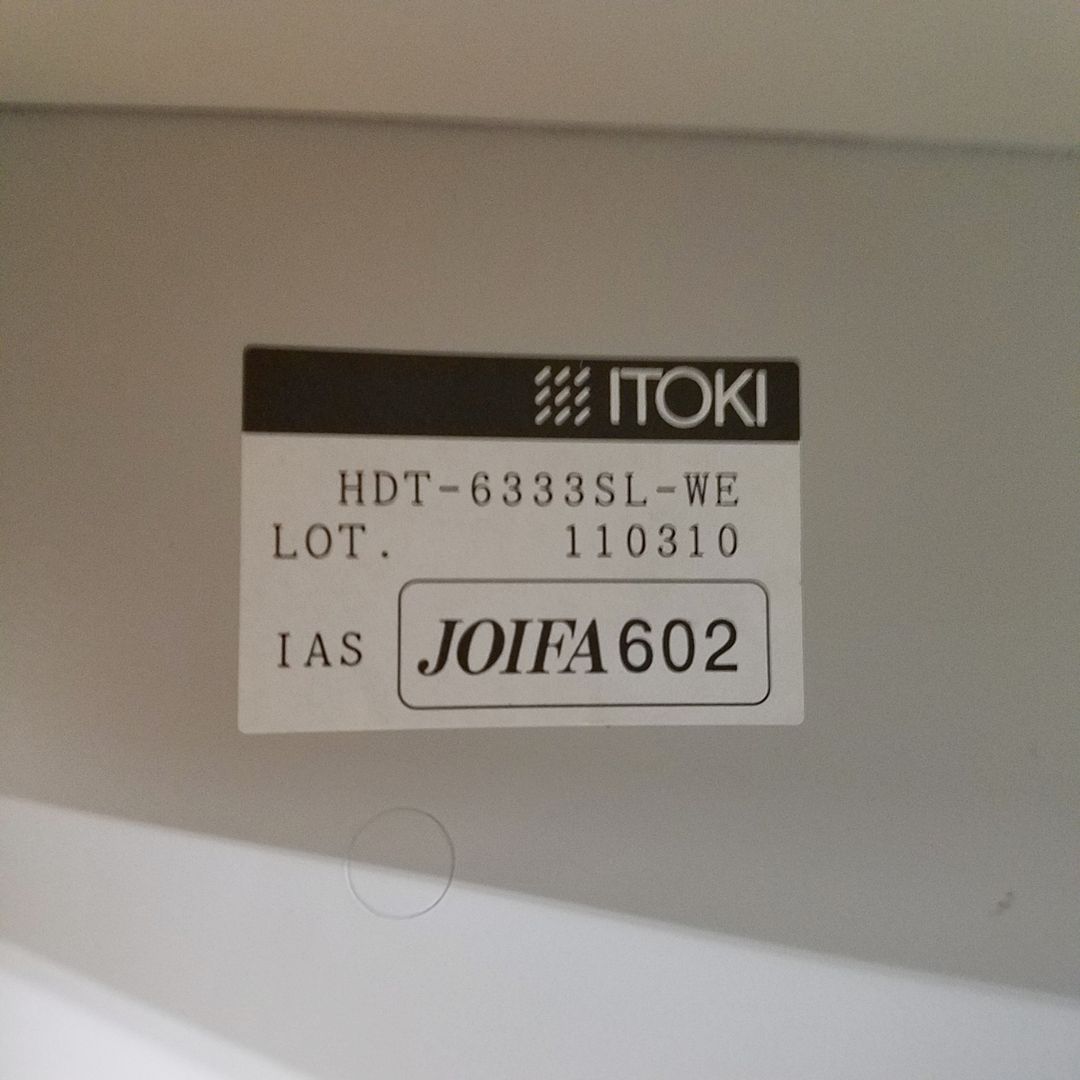 ITOKI
HDT-6333SL-WE
LOT. 110310
IAS JOIFA602